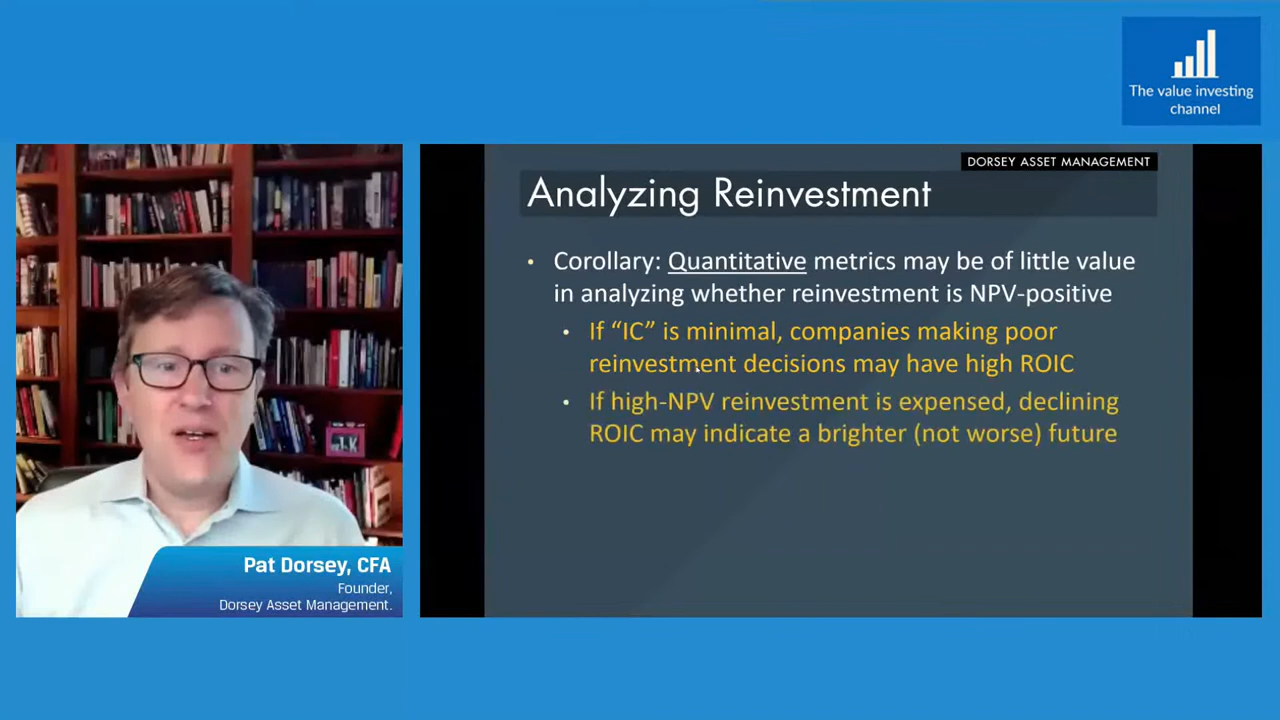 The value investing
channel
DORSEY ASSET MANAGEMENT
Analyzing Reinvestment
• Corollary: Quantitative metrics may be of little value
in analyzing whether reinvestment is NPV-positive
• If “IC” is minimal, companies making poor
reinvestment decisions may have high ROIC
• If high-NPV reinvestment is expensed, declining
ROIC may indicate a brighter (not worse) future
Pat Dorsey, CFA
Founder,
Dorsey Asset Management.